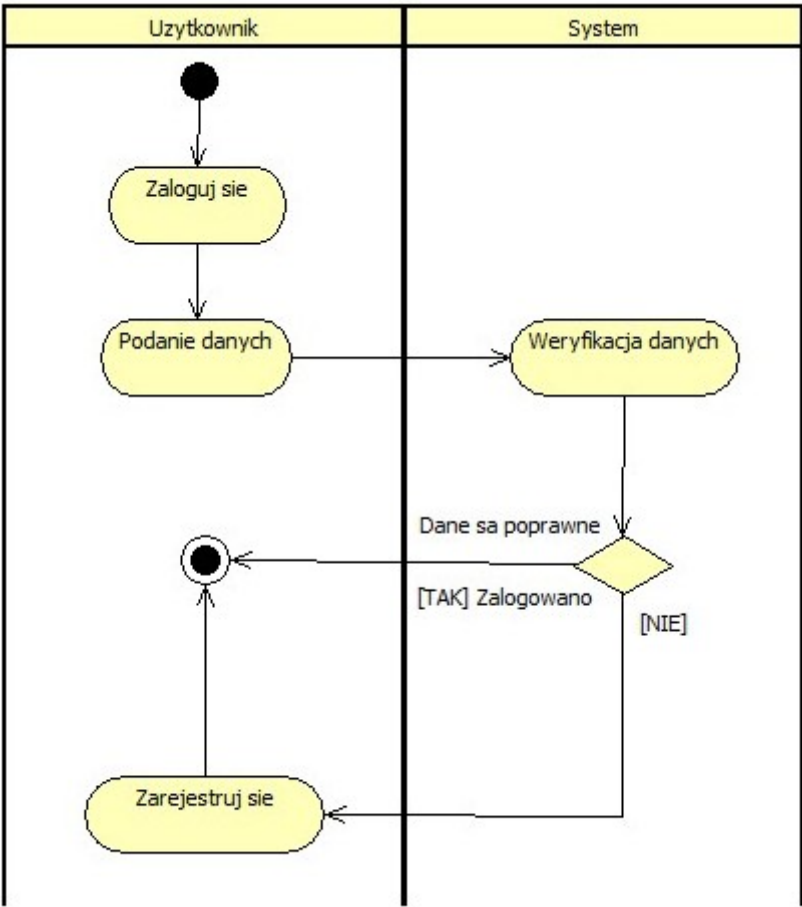 Uzytkownik
System
Zaloguj sie
Podanie danych
Weryfikacja danych
Dane sa poprawne
[TAK] Zalogowano
[NIE]
Zarejestruj sie